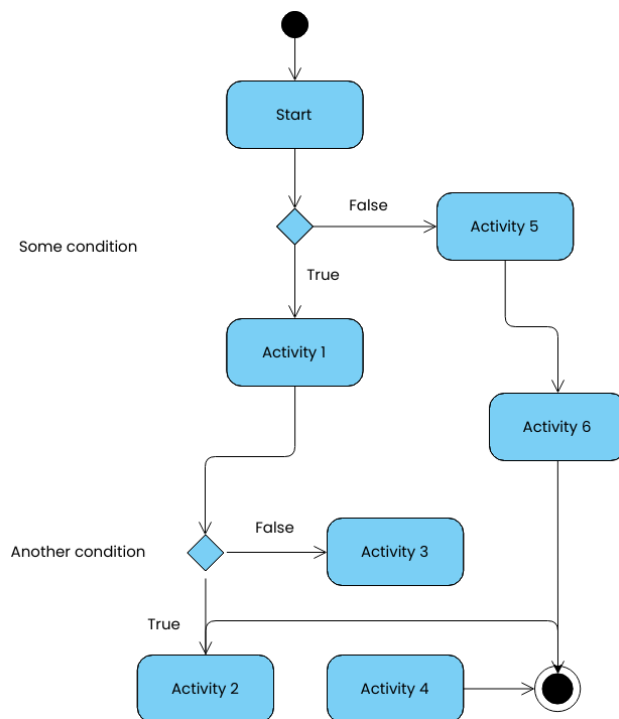 Start
False
Activity 5
Some condition
True
Activity 1
Activity 6
False
Another condition
Activity 3
True
Activity 2
Activity 4